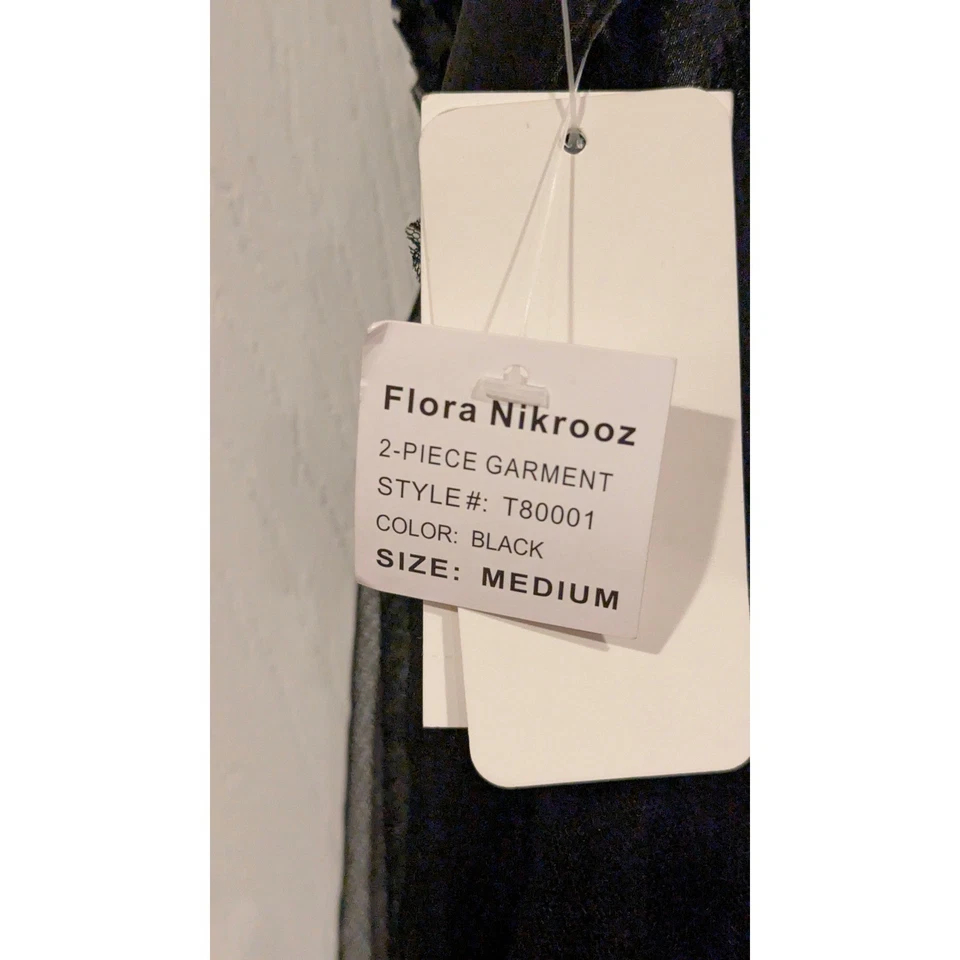 Flora Nikrooz
2-PIECE GARMENT
STYLE#: T80001
COLOR: BLACK
SIZE: MEDIUM